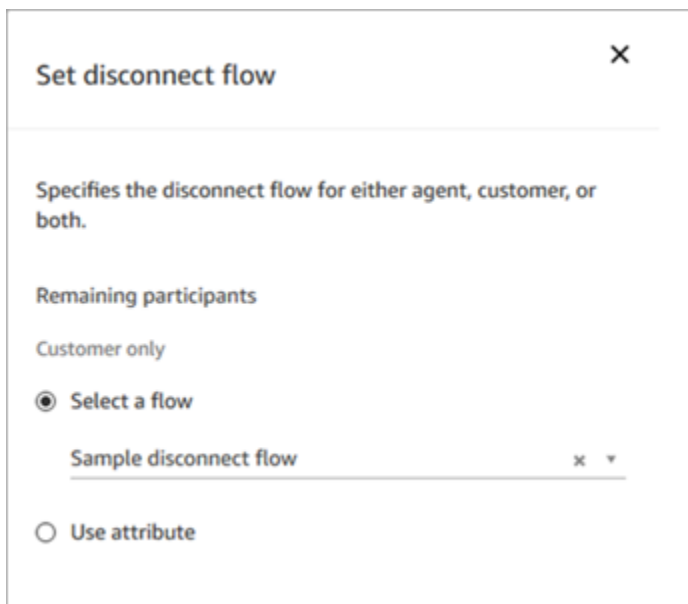 Set disconnect flow
Specifies the disconnect flow for either agent, customer, or
both.
Remaining participants
Customer only
Select a flow
Sample disconnect flow
Use attribute